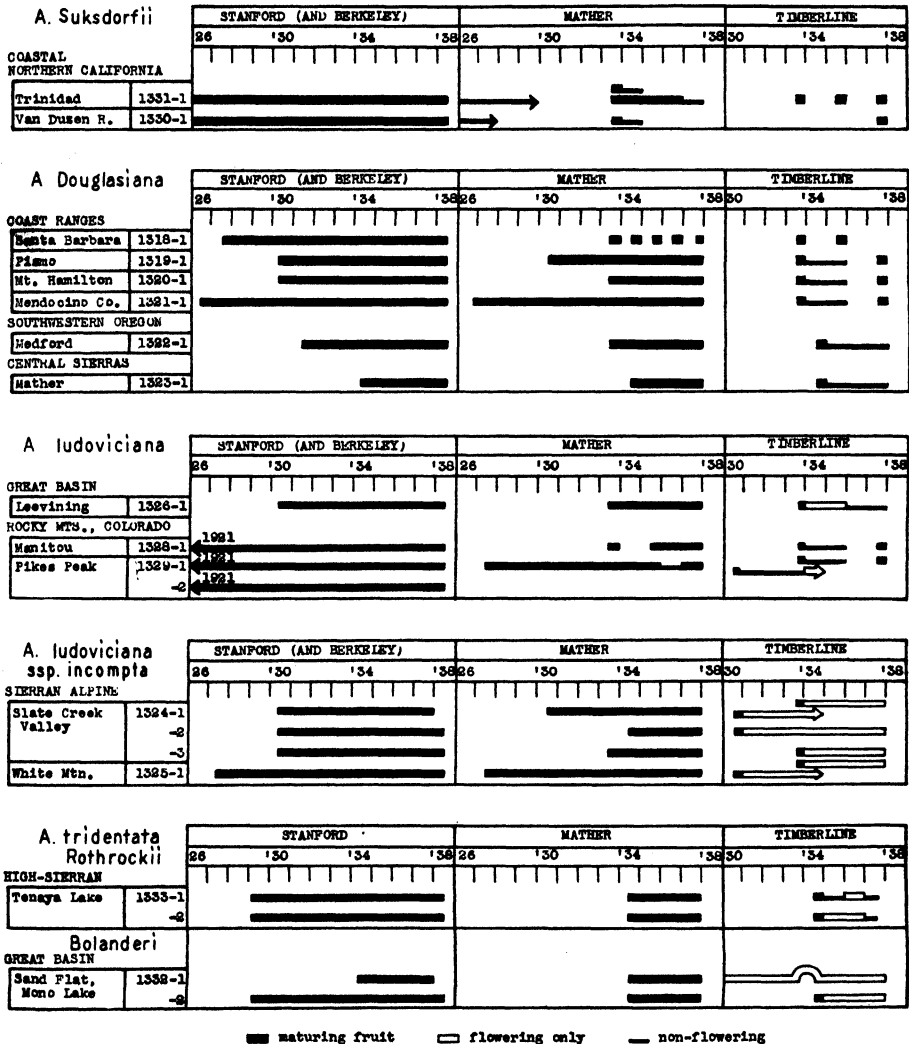 A. Suksdorfii STANFORD (AND BERKELEY) MATHER TIMBERLINE
26 '30 '34 '38 26 '30 '34 '38 30 '34 '38
COASTAL
NORTHERN CALIFORNIA
Trinidad 1331-1
Van Duzen R. 1330-1
A Douglasiana STANFORD (AND BERKELEY) MATHER TIMBERLINE
26 '30 '34 '38 26 '30 '34 '38 30 '34 '38
COAST RANGES
Santa Barbara 1318-1
Pismo 1319-1
Mt. Hamilton 1320-1
Mendocino Co. 1321-1
SOUTHWESTERN OREGON
Medford 1322-1
CENTRAL SIERRAS
Mather 1323-1
A ludoviciana STANFORD (AND BERKELEY) MATHER TIMBERLINE
26 '30 '34 '38 26 '30 '34 '38 30 '34 '38
GREAT BASIN
Leevining 1326-1
ROCKY MTS., COLORADO
Manitou 1328-1 1921
Pikes Peak 1329-1 1921
-2 1921
A. ludoviciana STANFORD (AND BERKELEY) MATHER TIMBERLINE
ssp. incompta 26 '30 '34 '38 26 '30 '34 '38 30 '34 '38
SIERRAN ALPINE
Slate Creek 1324-1
Valley -2
-3
White Mtn. 1325-1
A. tridentata STANFORD MATHER TIMBERLINE
Rothrockii 26 '30 '34 '38 26 '30 '34 '38 30 '34 '38
HIGH-SIERRAN
Tenaya Lake 1333-1
-2
Bolanderi
GREAT BASIN
Sand Flat, 1332-1
Mono Lake -2
maturing fruit flowering only non-flowering